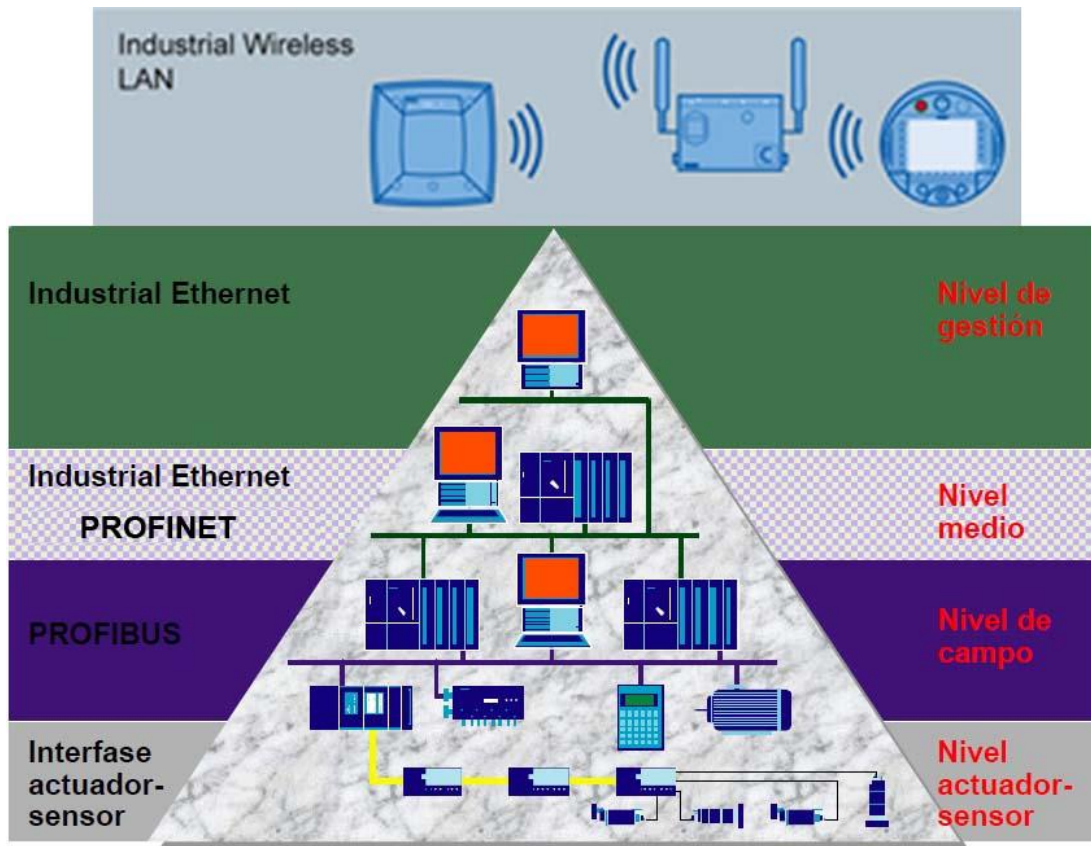 Industrial Wireless
LAN
Industrial Ethernet
Nivel de
gestión
Industrial Ethernet
PROFINET
Nivel
medio
PROFIBUS
Nivel de
campo
Interfase
actuador-
sensor
Nivel
actuador-
sensor